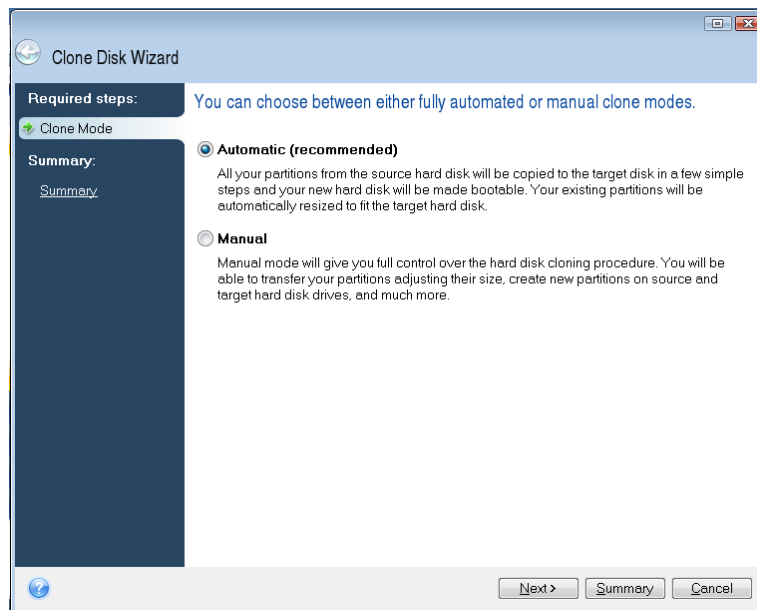 Clone Disk Wizard
Required steps:
Clone Mode
Summary:
Summary
You can choose between either fully automated or manual clone modes.
Automatic (recommended)
All your partitions from the source hard disk will be copied to the target disk in a few simple
steps and your new hard disk will be made bootable. Your existing partitions will be
automatically resized to fit the target hard disk.
Manual
Manual mode will give you full control over the hard disk cloning procedure. You will be
able to transfer your partitions adjusting their size, create new partitions on source and
target hard disk drives, and much more.
?
Next >
Summary
Cancel